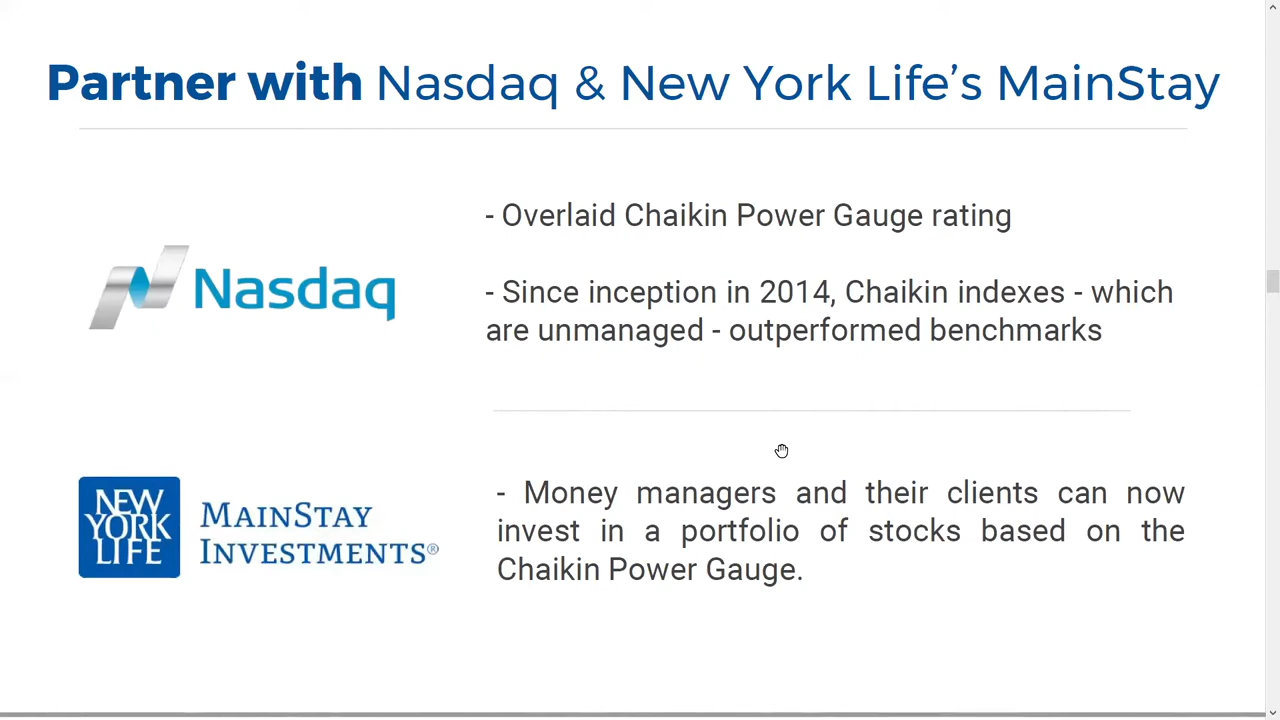 Partner with Nasdaq & New York Life’s MainStay
Nasdaq
- Overlaid Chaikin Power Gauge rating
- Since inception in 2014, Chaikin indexes - which
are unmanaged - outperformed benchmarks
NEW
YORK
LIFE
MAINSTAY
INVESTMENTS®
- Money managers and their clients can now
invest in a portfolio of stocks based on the
Chaikin Power Gauge.